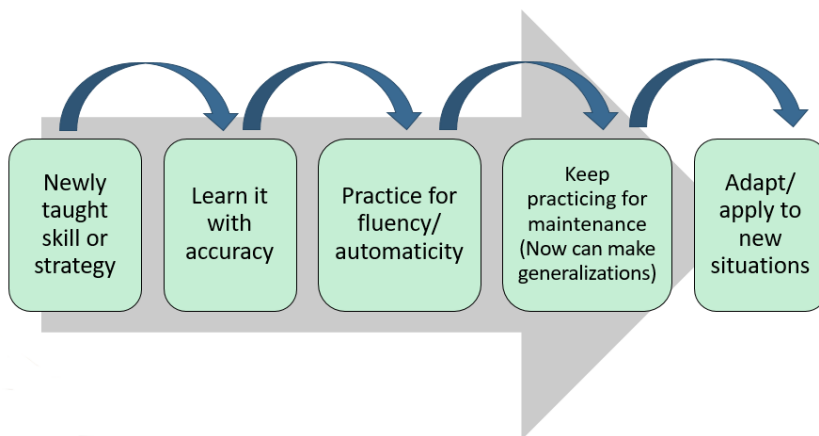 Newly
taught
skill or
strategy
Learn it
with
accuracy
Practice for
fluency/
automaticity
Keep
practicing for
maintenance
(Now can make
generalizations)
Adapt/
apply to
new
situations